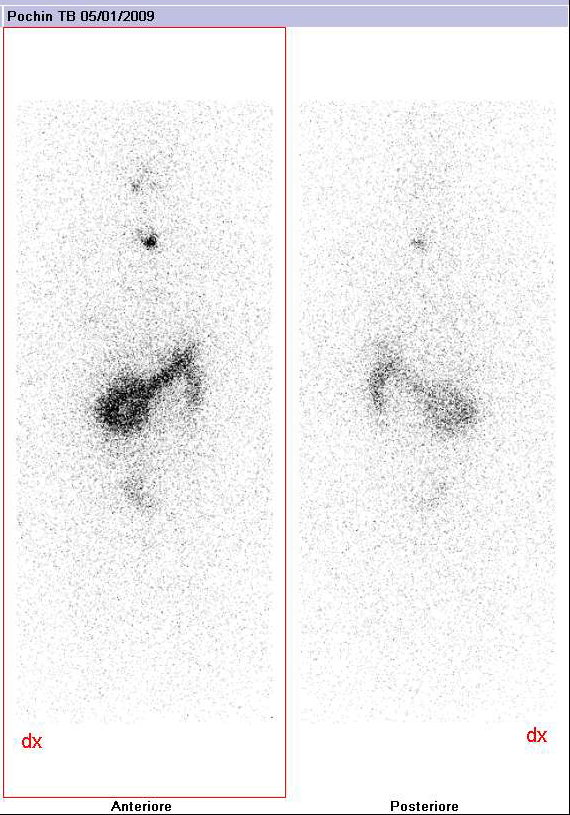 Pochin TB 05/01/2009
dx
dx
Anteriore
Posteriore